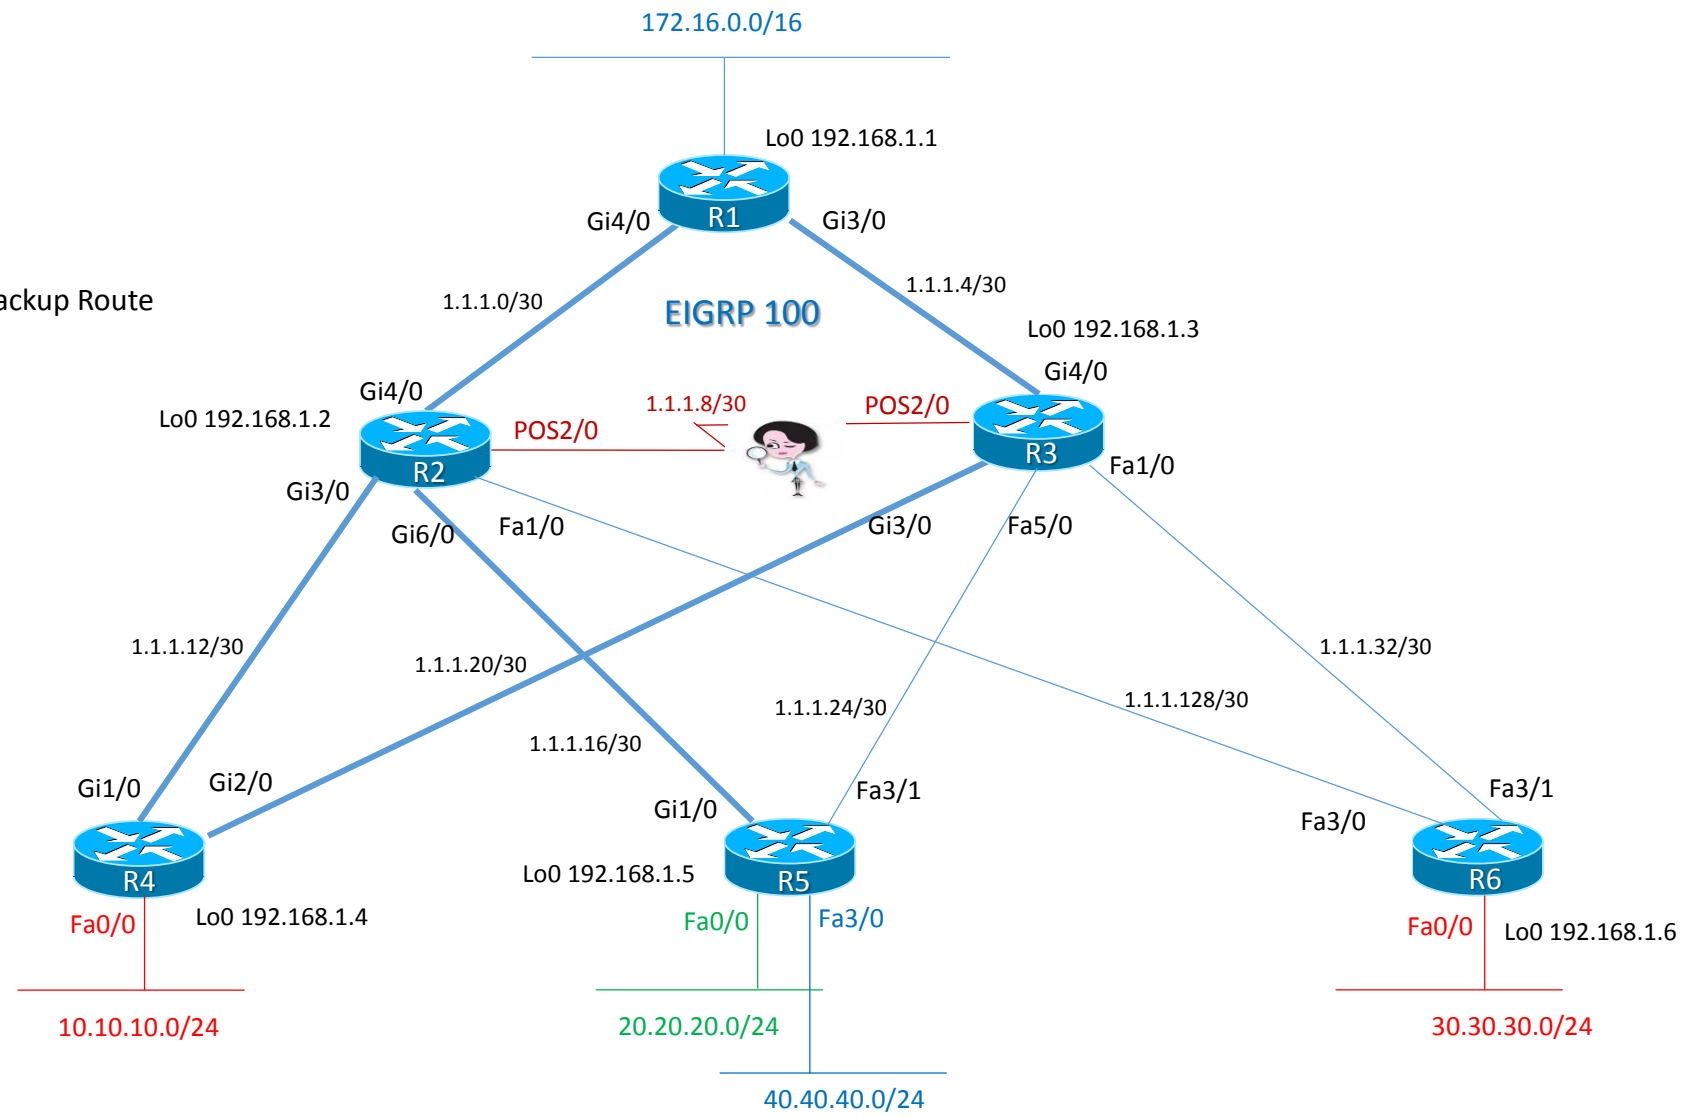 172.16.0.0/16
Lo0 192.168.1.1
R1
Gi4/0
Gi3/0
1.1.1.0/30
1.1.1.4/30
ackup Route
EIGRP 100
Lo0 192.168.1.3
Gi4/0
Gi4/0
Lo0 192.168.1.2
1.1.1.8/30
POS2/0
POS2/0
R2
R3
Fa1/0
Gi3/0
Gi6/0
Fa1/0
Gi3/0
Fa5/0
1.1.1.12/30
1.1.1.20/30
1.1.1.32/30
1.1.1.24/30
1.1.1.128/30
1.1.1.16/30
Gi1/0
Gi2/0
Gi1/0
Fa3/1
Fa3/1
Fa3/0
R4
Lo0 192.168.1.5
R5
R6
Fa0/0
Lo0 192.168.1.4
Fa0/0
Fa3/0
Fa0/0
Lo0 192.168.1.6
10.10.10.0/24
20.20.20.0/24
30.30.30.0/24
40.40.40.0/24